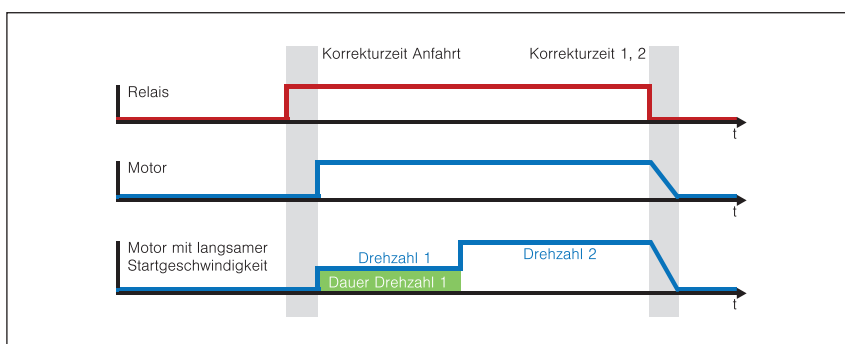 Korrekturzeit Anfahrt
Korrekturzeit 1, 2
Relais
t
Motor
t
Motor mit langsamer
Startgeschwindigkeit
Drehzahl 1
Drehzahl 2
Dauer Drehzahl 1
t